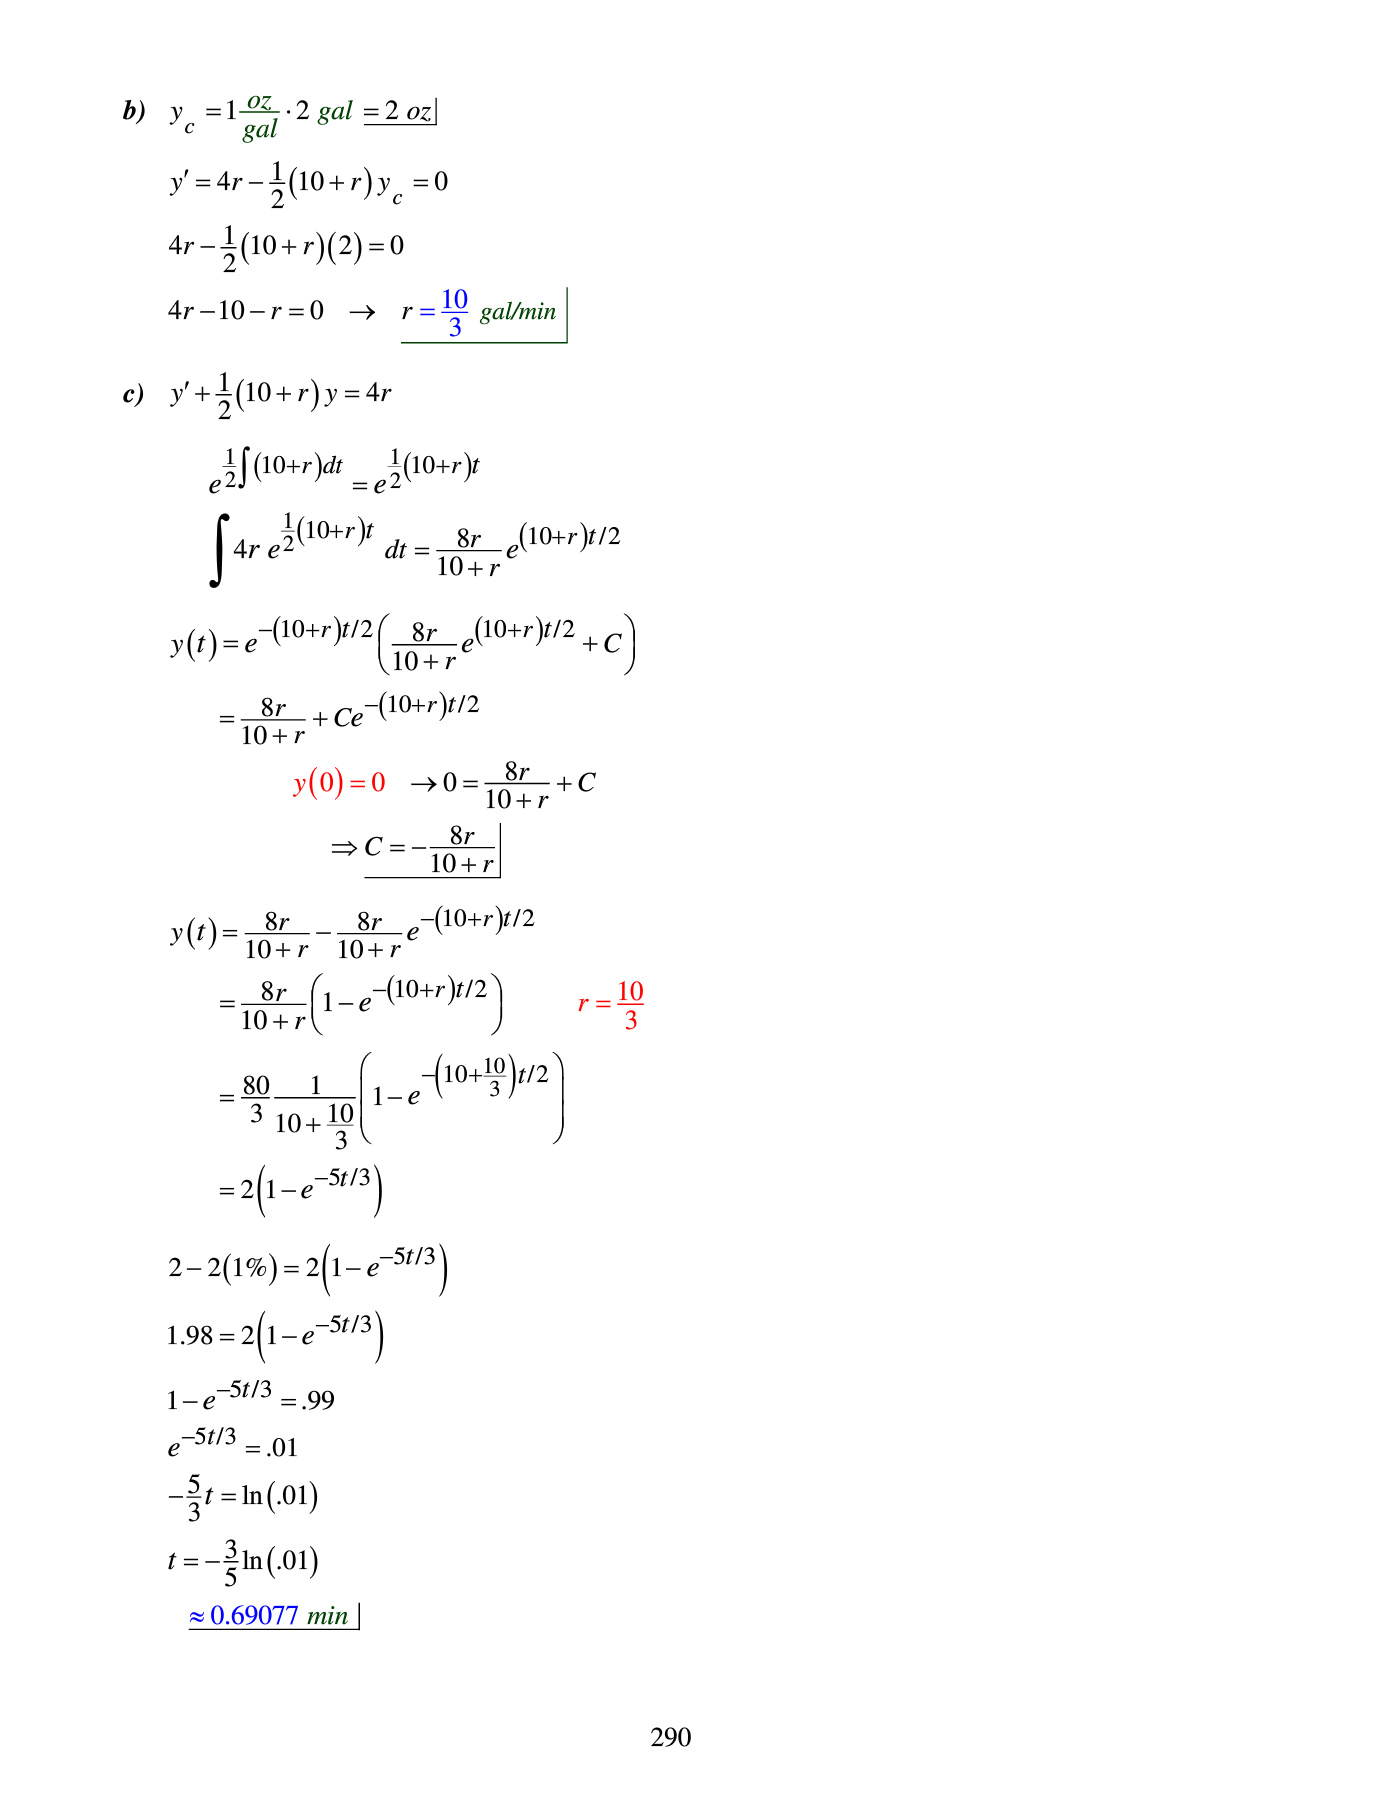 b) y_c = 1 oz/gal · 2 gal = 2 oz
y′ = 4r − 1/2 (10 + r) y_c = 0
4r − 1/2 (10 + r)(2) = 0
4r − 10 − r = 0 → r = 10/3 gal/min
c) y′ + 1/2 (10 + r) y = 4r
e^{1/2 ∫(10+r)dt} = e^{1/2 (10+r)t}
∫ 4r e^{1/2 (10+r)t} dt = 8r/(10 + r) e^{(10+r)t/2}
y(t) = e^{−(10+r)t/2} (8r/(10 + r) e^{(10+r)t/2} + C)
= 8r/(10 + r) + Ce^{−(10+r)t/2}
y(0) = 0 → 0 = 8r/(10 + r) + C
⇒ C = − 8r/(10 + r)
y(t) = 8r/(10 + r) − 8r/(10 + r) e^{−(10+r)t/2}
= 8r/(10 + r) (1 − e^{−(10+r)t/2}) r = 10/3
= 80/3 1/(10 + 10/3) (1 − e^{−(10+10/3)t/2})
= 2(1 − e^{−5t/3})
2 − 2(1%) = 2(1 − e^{−5t/3})
1.98 = 2(1 − e^{−5t/3})
1 − e^{−5t/3} = .99
e^{−5t/3} = .01
− 5/3 t = ln(.01)
t = − 3/5 ln(.01)
≈ 0.69077 min
290